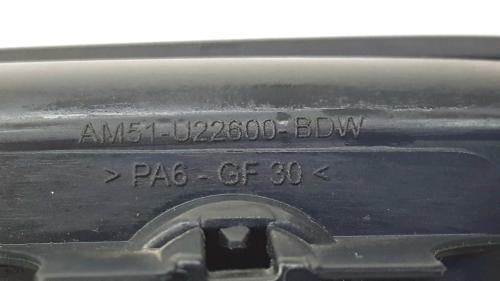 AM51-U22600-BDW
> PA6 - GF 30 <